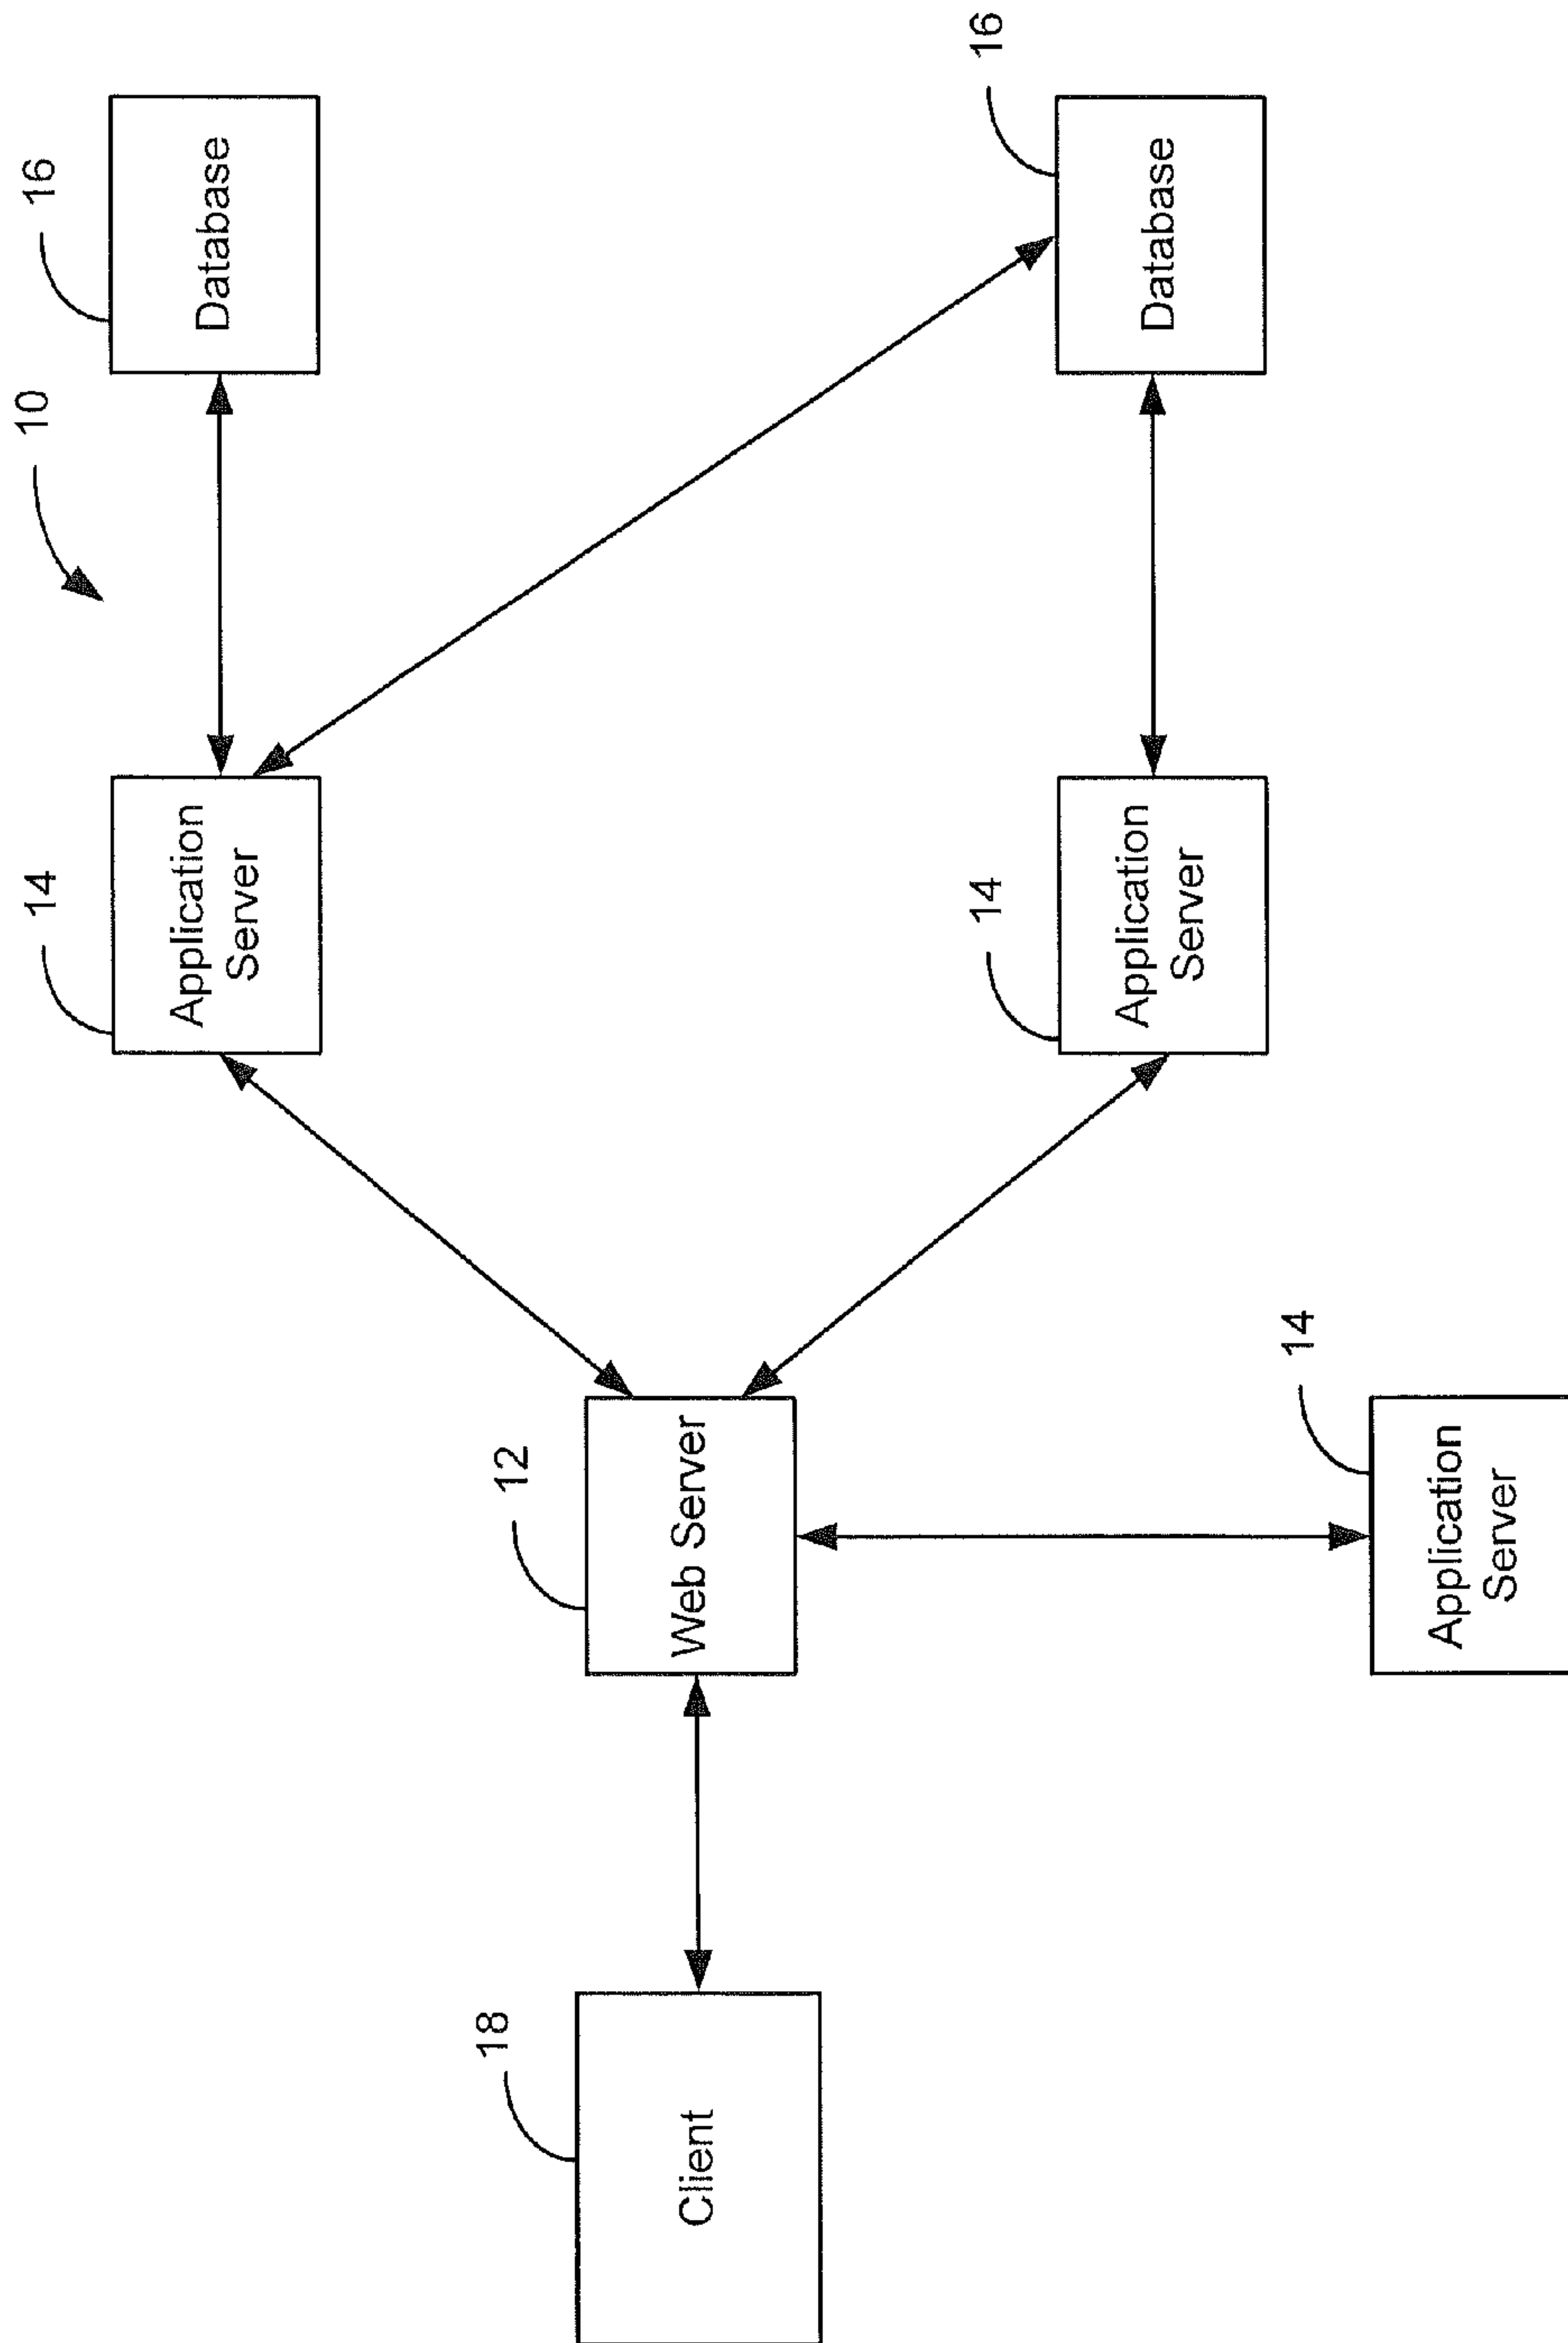 14
10
16
Application
Server
Database
18
12
Client
Web Server
14
16
Application
Server
Database
14
Application
Server